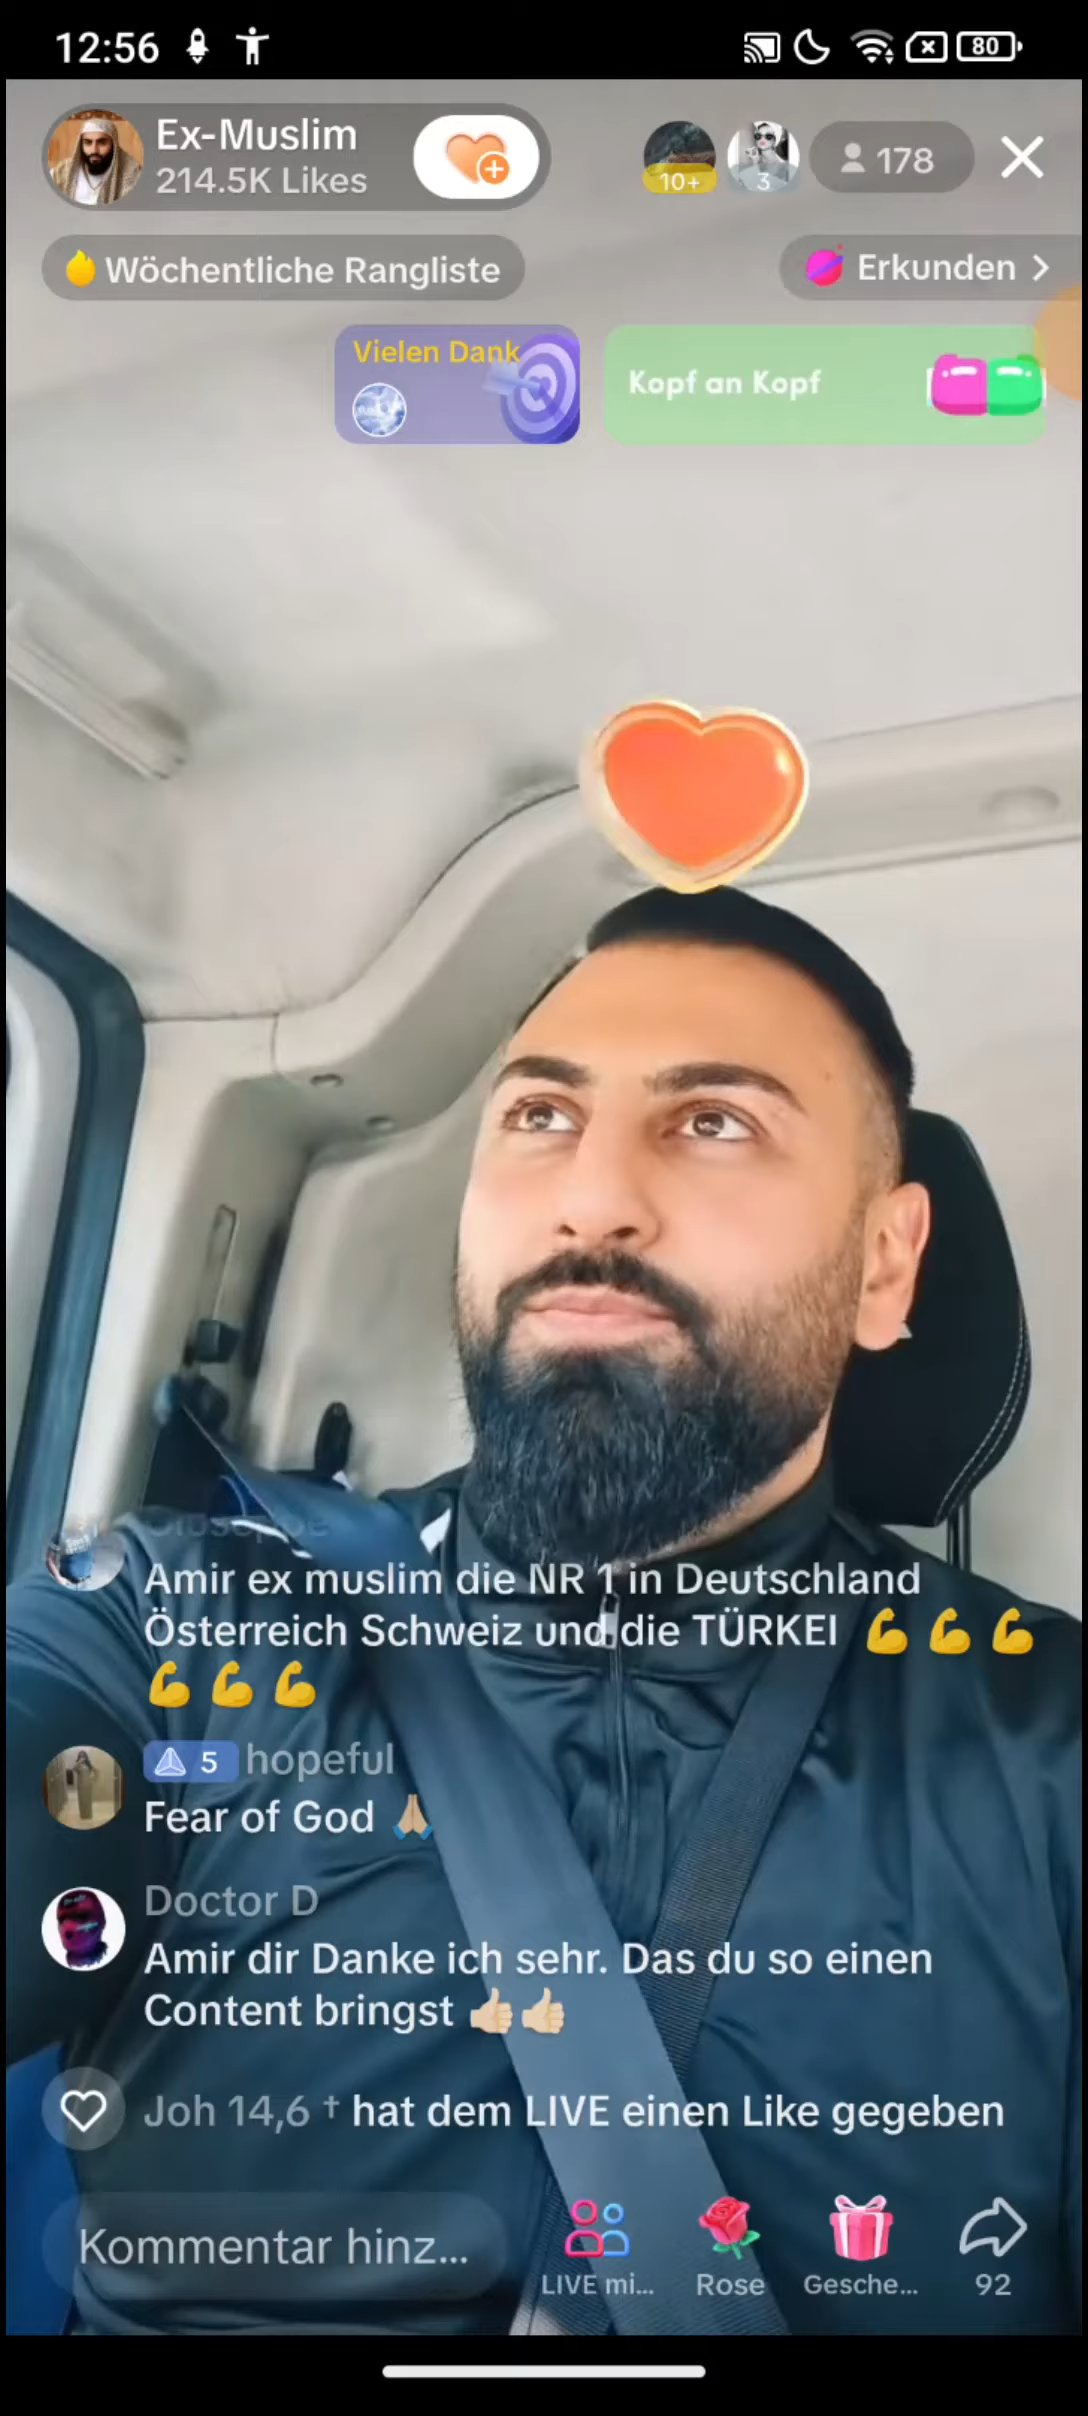 12:56
80
Ex-Muslim
214.5K Likes
10+
3
178
Wöchentliche Rangliste
Erkunden
Vielen Dank
Kopf an Kopf
Amir ex muslim die NR 1 in Deutschland
Österreich Schweiz und die TÜRKEI 💪 💪 💪
💪 💪 💪
5 hopeful
Fear of God 🙏🏽
Doctor D
Amir dir Danke ich sehr. Das du so einen
Content bringst 👍🏼👍🏼
Joh 14,6 † hat dem LIVE einen Like gegeben
Kommentar hinz...
LIVE mi...
Rose
Gesche...
92